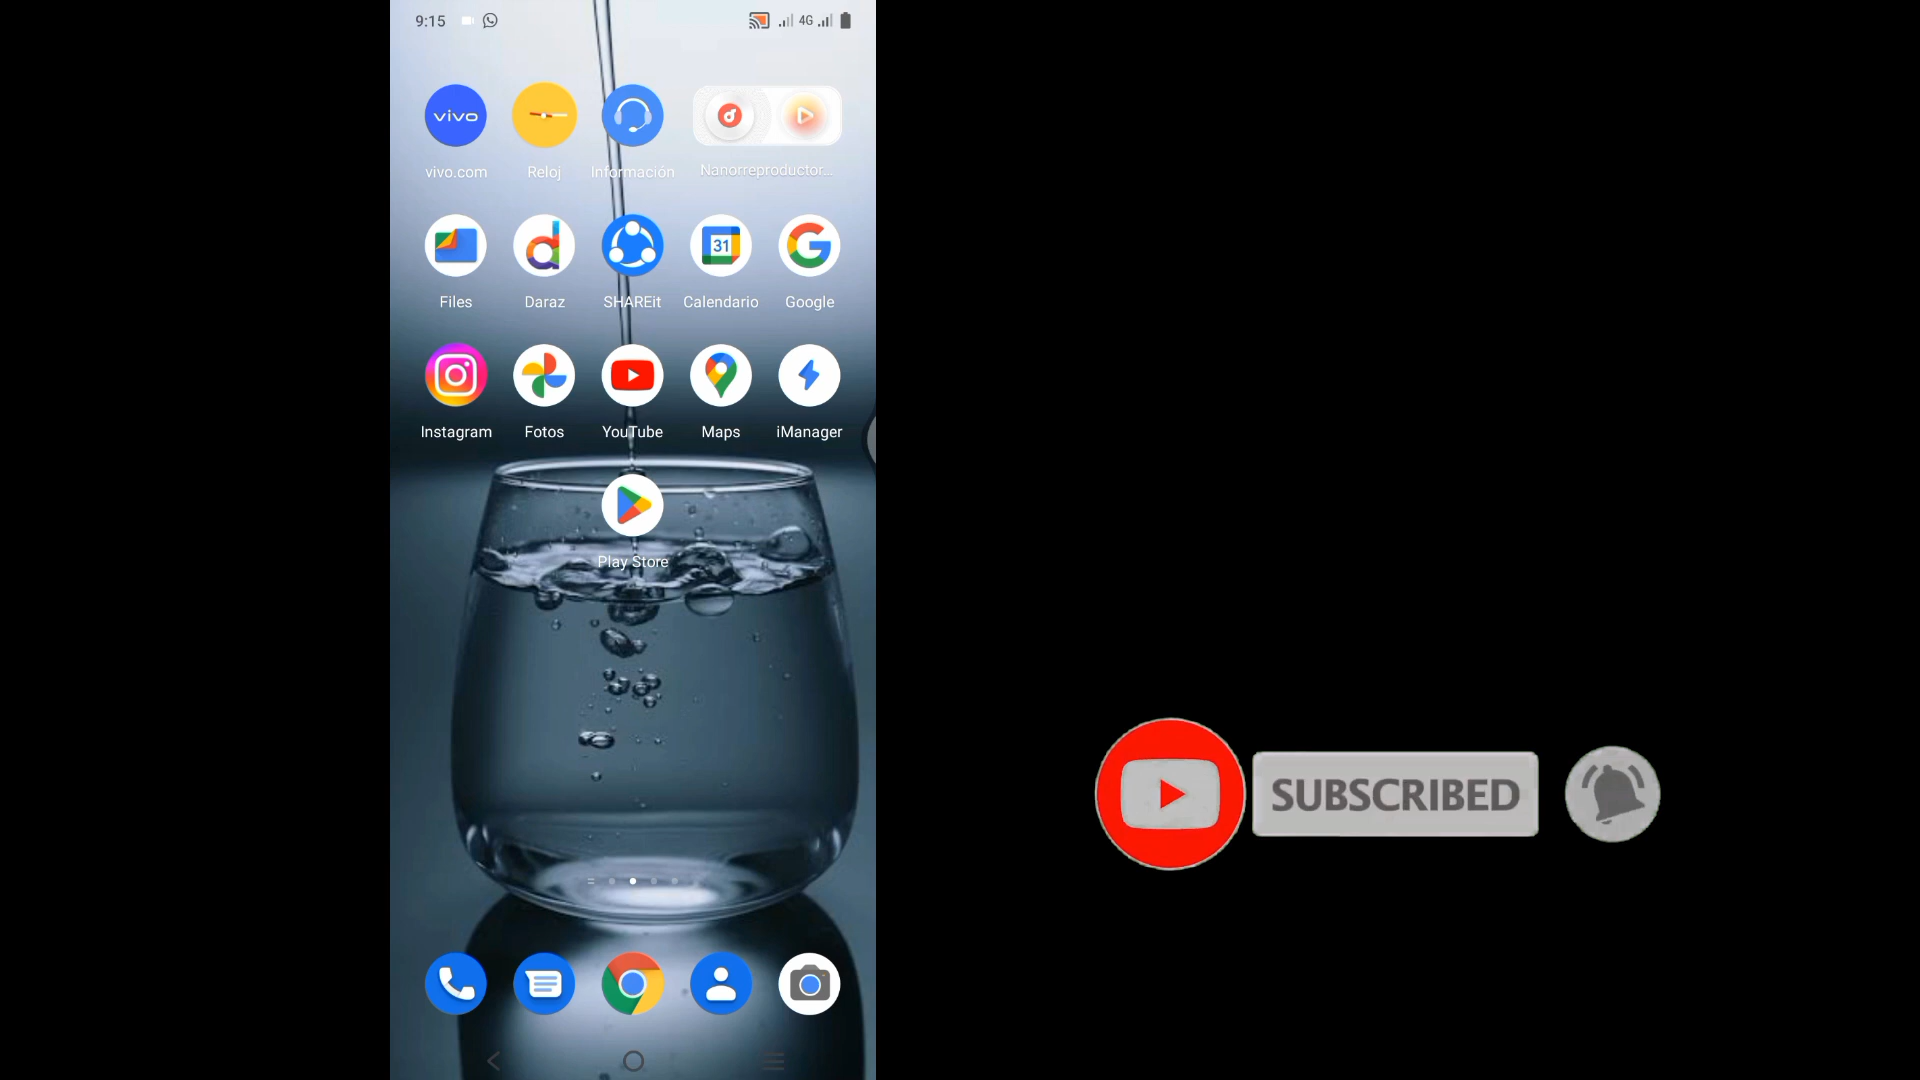 9:15
4G
vivo
vivo.com
Reloj
Información
Nanorreproductor...
31
Files
Daraz
SHAREit
Calendario
Google
Instagram
Fotos
YouTube
Maps
iManager
Play Store
SUBSCRIBED